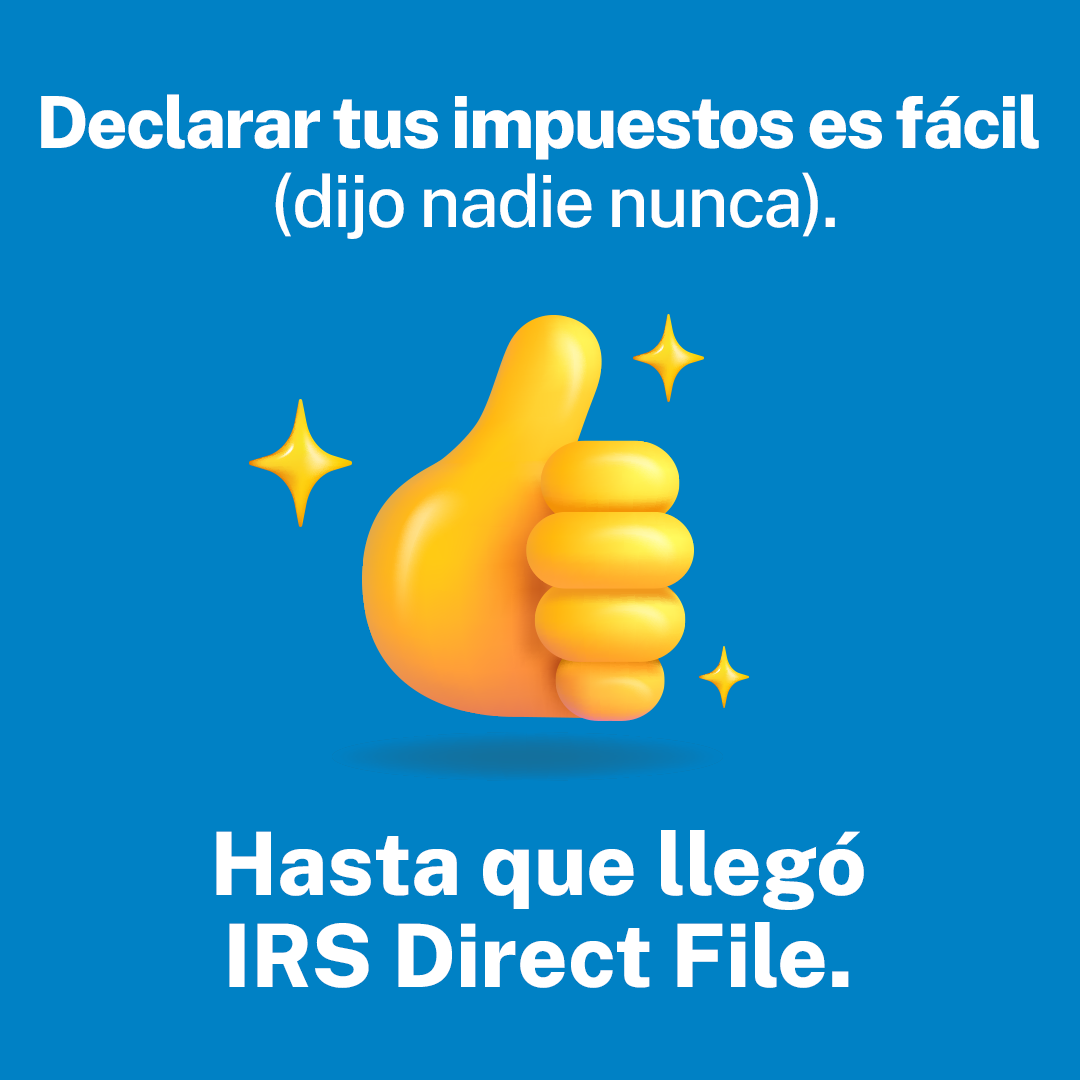 Declarar tus impuestos es fácil
(dijo nadie nunca).
Hasta que llegó
IRS Direct File.